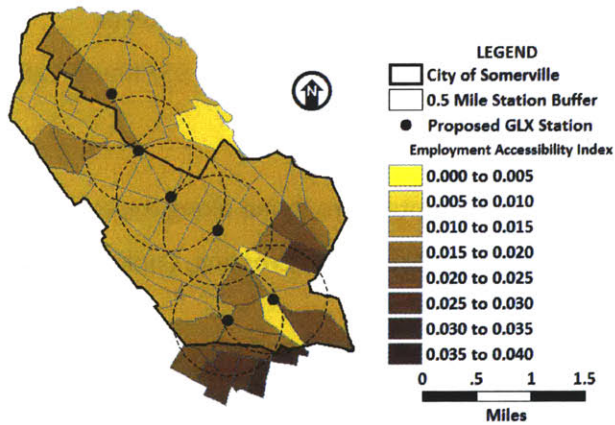 N
LEGEND
City of Somerville
0.5 Mile Station Buffer
Proposed GLX Station
Employment Accessibility Index
0.000 to 0.005
0.005 to 0.010
0.010 to 0.015
0.015 to 0.020
0.020 to 0.025
0.025 to 0.030
0.030 to 0.035
0.035 to 0.040
0 .5 1 1.5
Miles